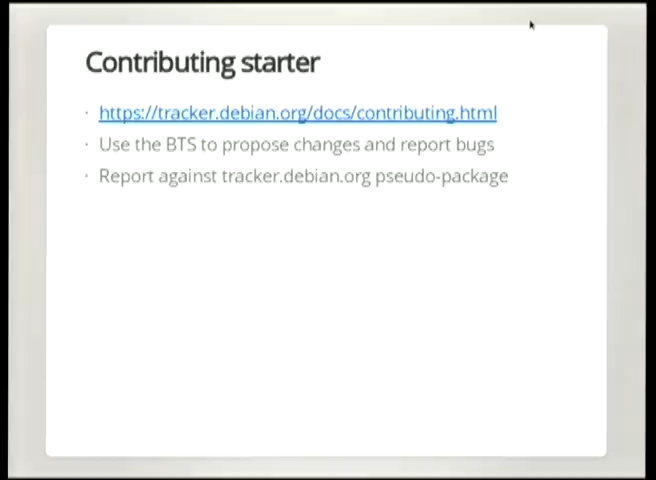 Contributing starter
· https://tracker.debian.org/docs/contributing.html
· Use the BTS to propose changes and report bugs
· Report against tracker.debian.org pseudo-package